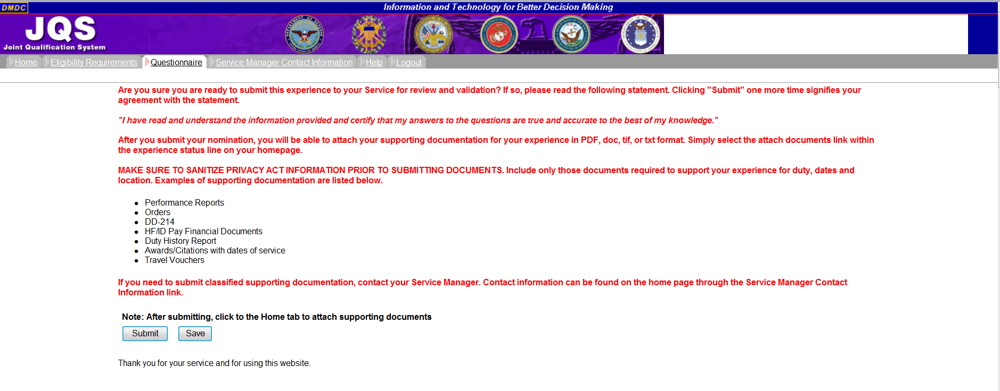 DMDC
Information and Technology for Better Decision Making
JQS
Joint Qualification System
Home Eligibility Requirements Questionnaire Service Manager Contact Information Help Logout
Are you sure you are ready to submit this experience to your Service for review and validation? If so, please read the following statement. Clicking "Submit" one more time signifies your
agreement with the statement.
"I have read and understand the information provided and certify that my answers to the questions are true and accurate to the best of my knowledge."
After you submit your nomination, you will be able to attach your supporting documentation for your experience in PDF, doc, tif, or txt format. Simply select the attach documents link within
the experience status line on your homepage.
MAKE SURE TO SANITIZE PRIVACY ACT INFORMATION PRIOR TO SUBMITTING DOCUMENTS. Include only those documents required to support your experience for duty, dates and
location. Examples of supporting documentation are listed below.
Performance Reports
Orders
DD-214
HF/ID Pay Financial Documents
Duty History Report
Awards/Citations with dates of service
Travel Vouchers
If you need to submit classified supporting documentation, contact your Service Manager. Contact information can be found on the home page through the Service Manager Contact
Information link.
Note: After submitting, click to the Home tab to attach supporting documents
Submit Save
Thank you for your service and for using this website.